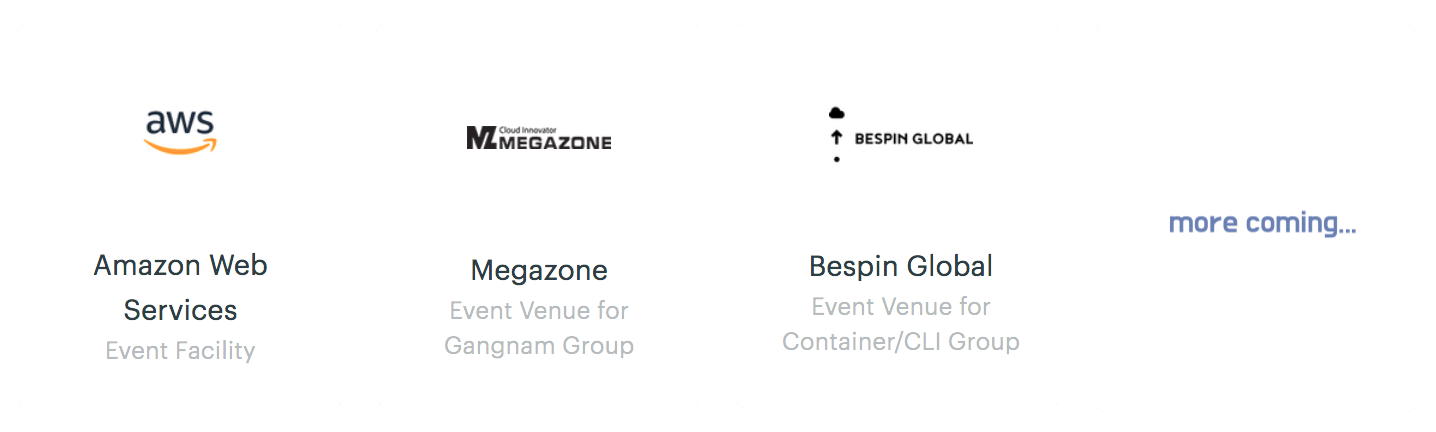 aws
Amazon Web
Services
Event Facility
Cloud Innovator
MZ MEGAZONE
Megazone
Event Venue for
Gangnam Group
BESPIN GLOBAL
Bespin Global
Event Venue for
Container/CLI Group
more coming...